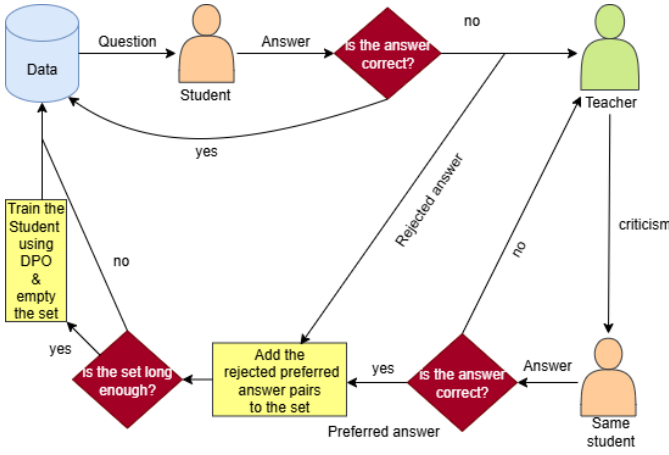 Data
Question
Student
Answer
is the answer
correct?
no
Teacher
yes
Rejected answer
criticism
no
Train the
Student
using
DPO
&
empty
the set
no
yes
Is the set long
enough?
Add the
rejected preferred
answer pairs
to the set
yes
Preferred answer
is the answer
correct?
Answer
Same
student